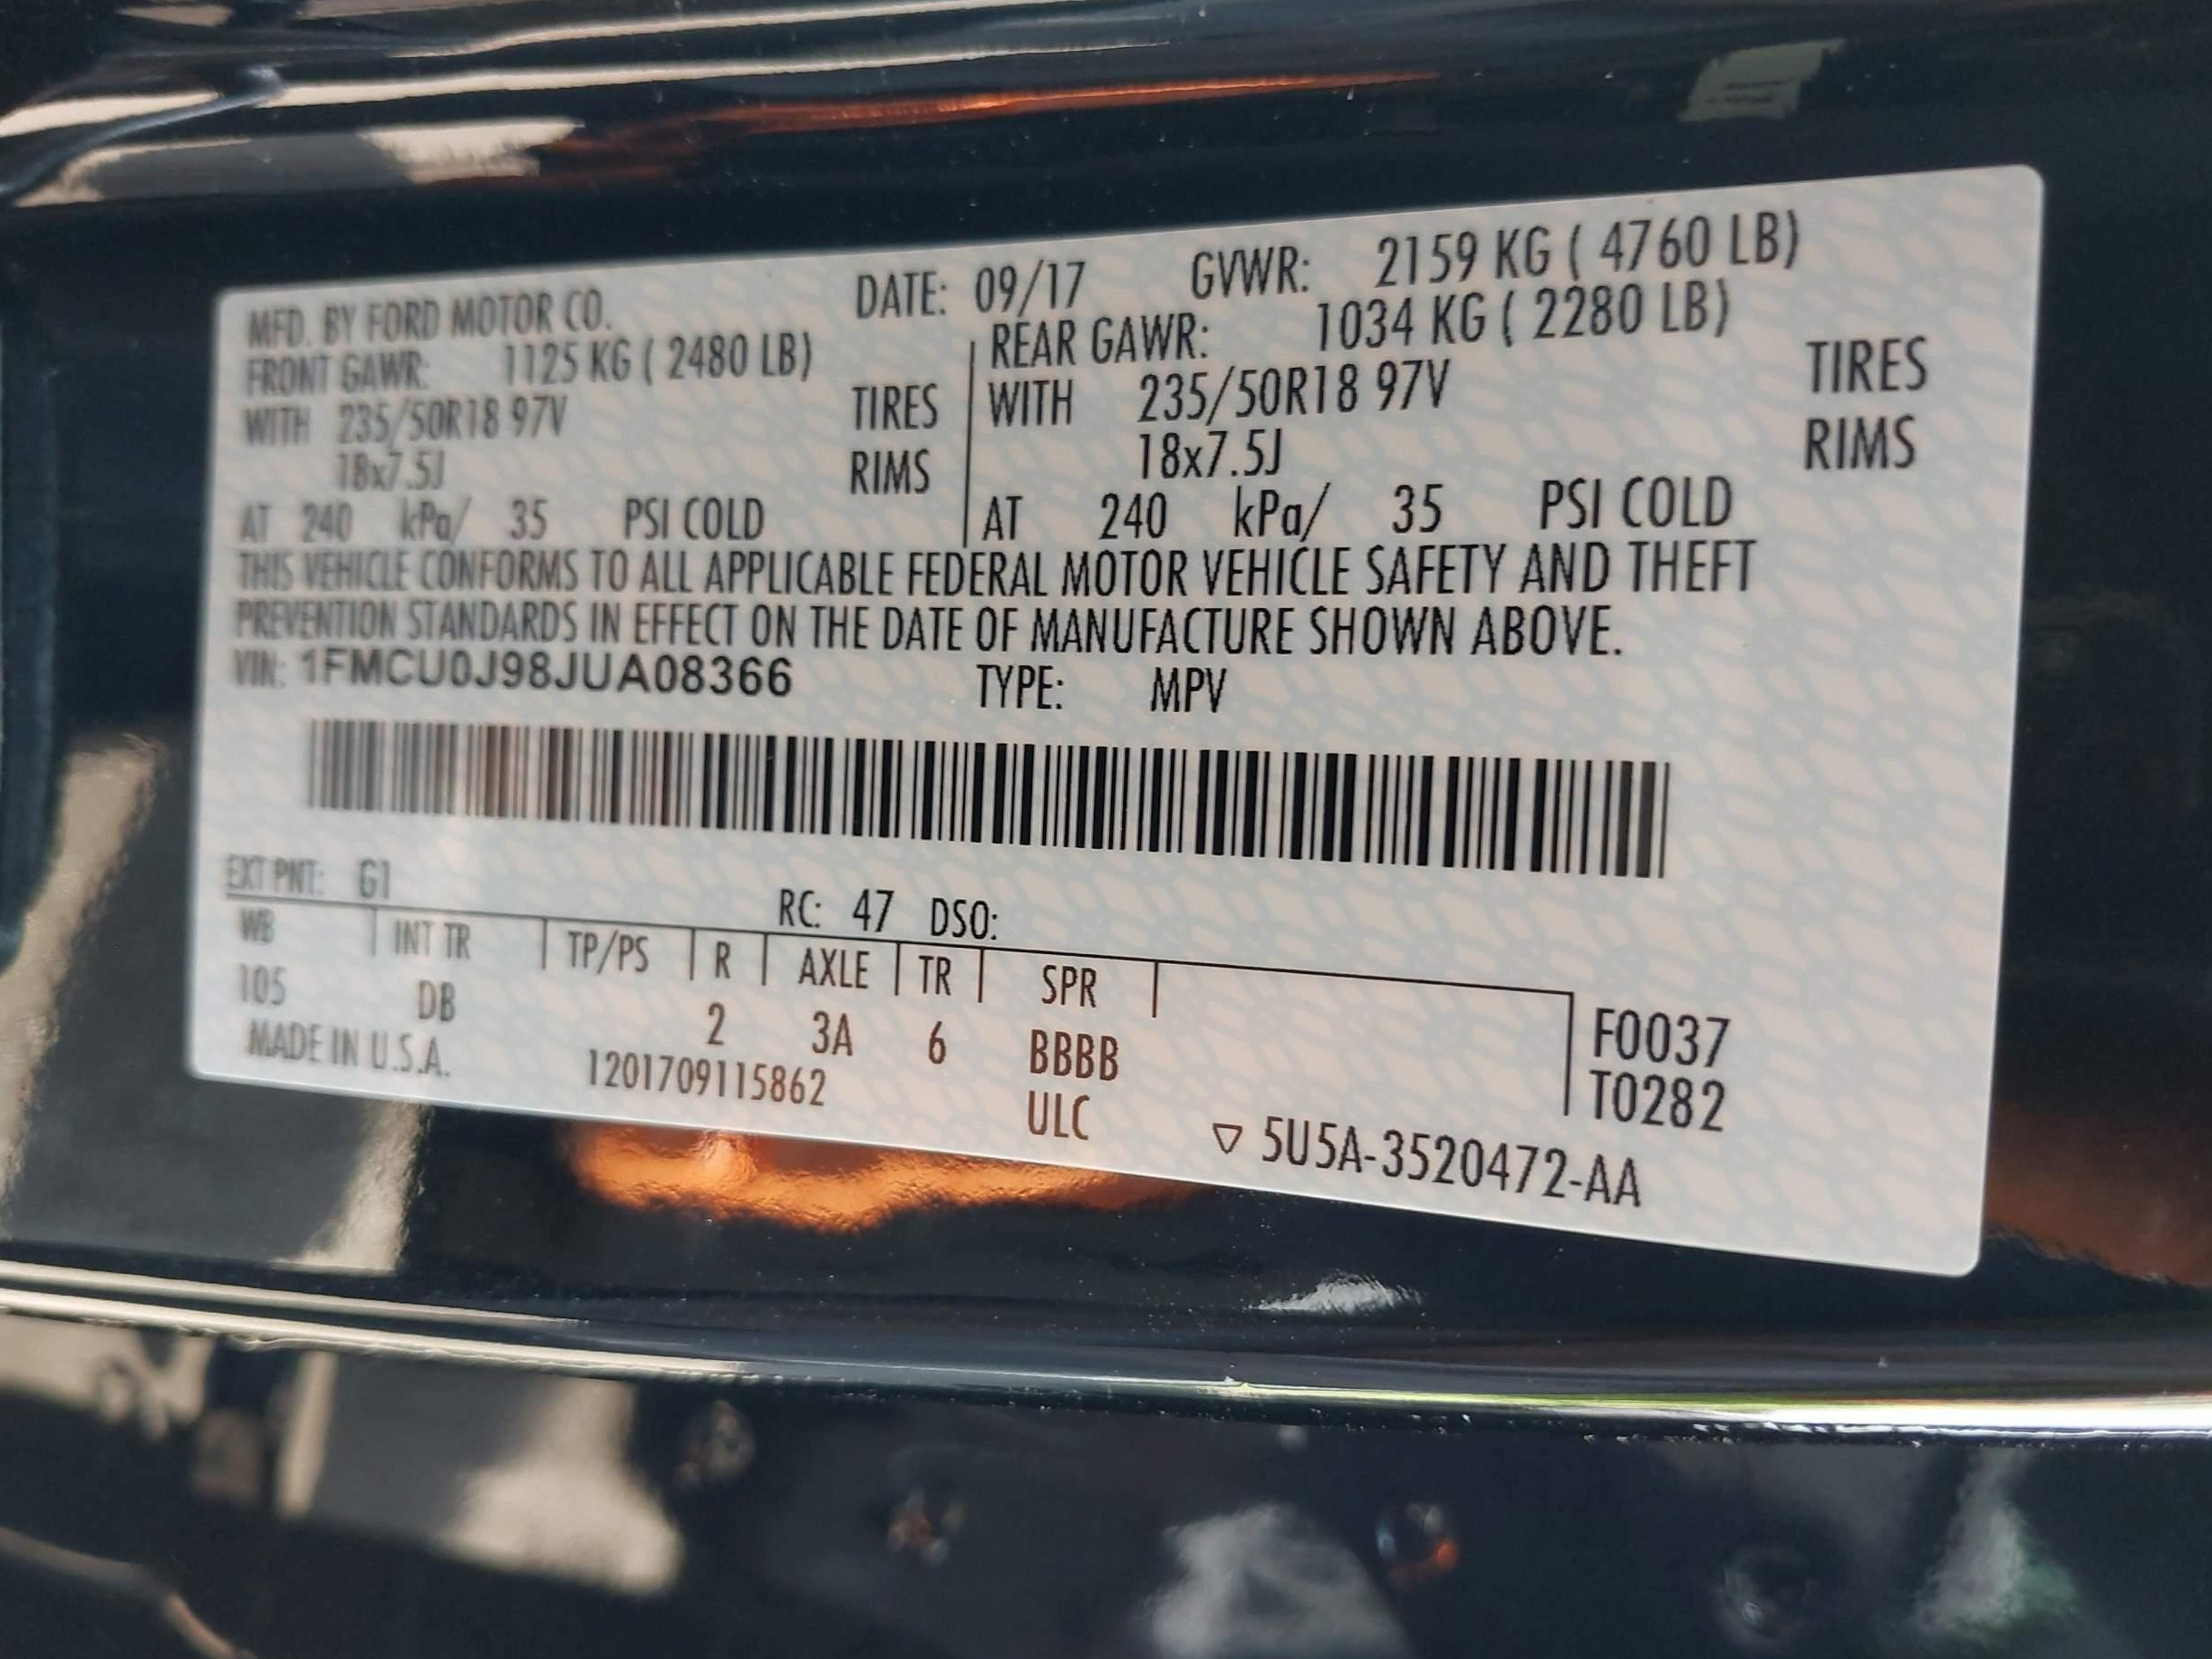 MFD. BY FORD MOTOR CO. DATE: 09/17 GVWR: 2159 KG ( 4760 LB)
FRONT GAWR: 1125 KG ( 2480 LB) REAR GAWR: 1034 KG ( 2280 LB)
WITH 235/50R18 97V TIRES WITH 235/50R18 97V TIRES
18x7.5J RIMS 18x7.5J RIMS
AT 240 kPa/ 35 PSI COLD AT 240 kPa/ 35 PSI COLD
THIS VEHICLE CONFORMS TO ALL APPLICABLE FEDERAL MOTOR VEHICLE SAFETY AND THEFT
PREVENTION STANDARDS IN EFFECT ON THE DATE OF MANUFACTURE SHOWN ABOVE.
VIN: 1FMCU0J98JUA08366 TYPE: MPV
EXT PNT: G1 RC: 47 DSO:
WB INT TR TP/PS R AXLE TR SPR
105 DB 2 3A 6 BBBB F0037
MADE IN U.S.A. 1201709115862 ULC T0282
▽ 5U5A-3520472-AA